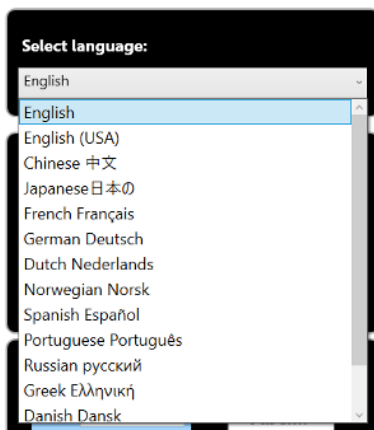 Select language:
English
English
English (USA)
Chinese 中文
Japanese日本の
French Français
German Deutsch
Dutch Nederlands
Norwegian Norsk
Spanish Español
Portuguese Português
Russian русский
Greek Ελληνική
Danish Dansk